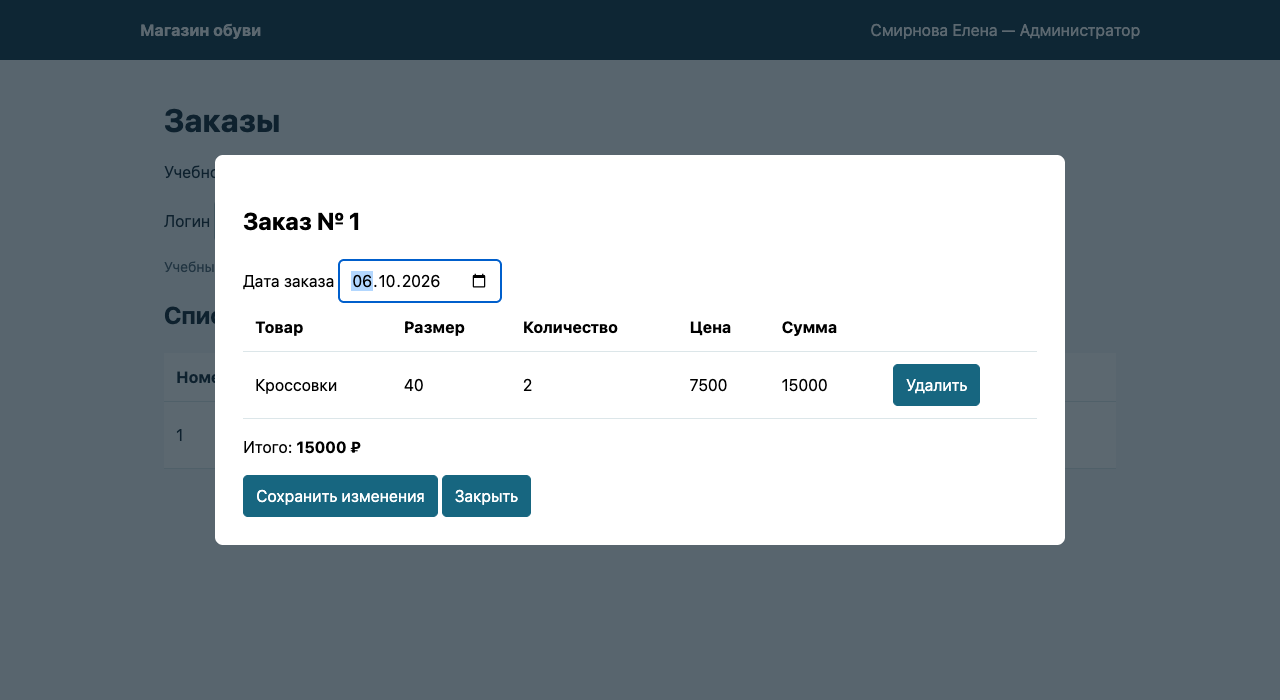 Магазин обуви
Смирнова Елена — Администратор
Заказы
Заказ № 1
Дата заказа 06.10.2026
Товар Размер Количество Цена Сумма
Кроссовки 40 2 7500 15000 Удалить
1
Итого: 15000 ₽
Сохранить изменения Закрыть
Логин